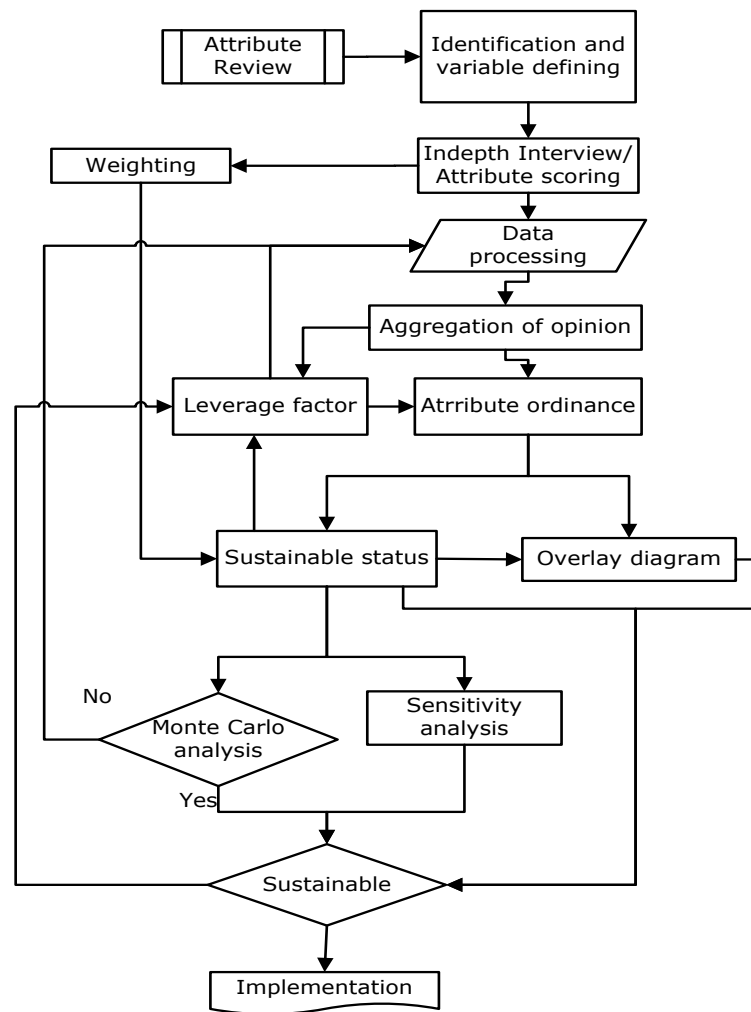 Attribute
Review
Identification and
variable defining
Weighting
Indepth Interview/
Attribute scoring
Data
processing
Aggregation of opinion
Leverage factor
Atrribute ordinance
Sustainable status
Overlay diagram
No
Monte Carlo
analysis
Sensitivity
analysis
Yes
Sustainable
Implementation